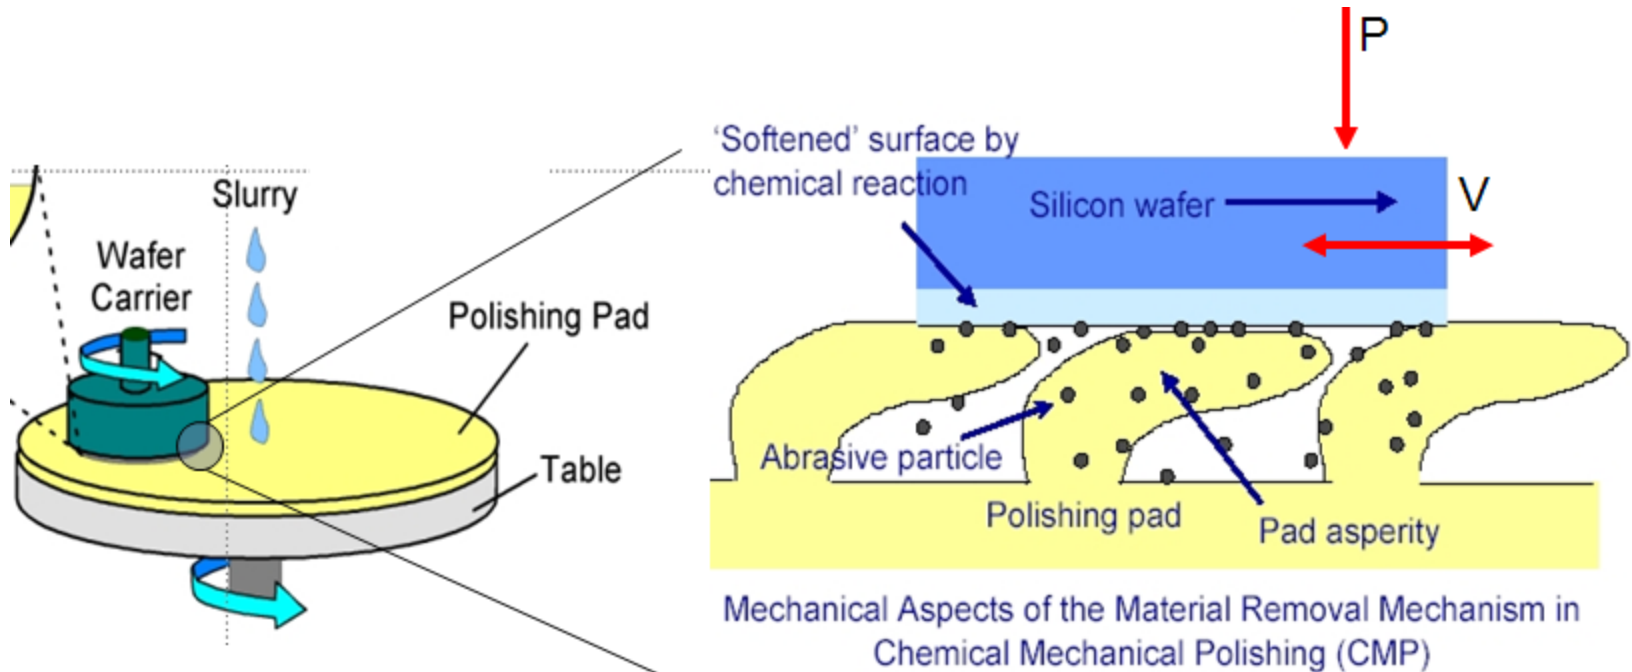 Slurry
Wafer
Carrier
Polishing Pad
Table
P
'Softened' surface by
chemical reaction
Silicon wafer
V
Abrasive particle
Polishing pad
Pad asperity
Mechanical Aspects of the Material Removal Mechanism in
Chemical Mechanical Polishing (CMP)